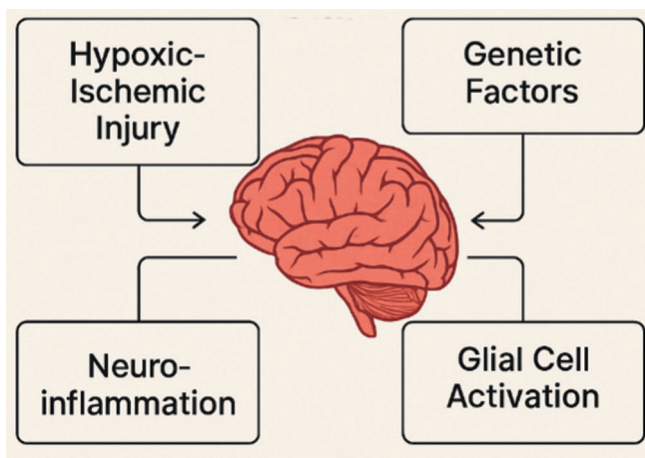 Hypoxic-
Ischemic
Injury
Genetic
Factors
Neuro-
inflammation
Glial Cell
Activation